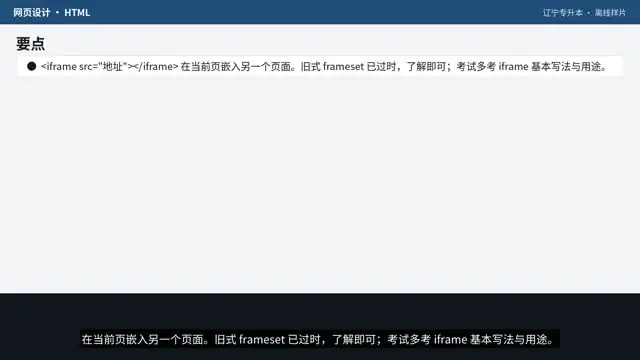 网页设计 · HTML
辽宁专升本 · 离线样片
要点
● <iframe src="地址"></iframe> 在当前页嵌入另一个页面。旧式 frameset 已过时，了解即可；考试多考 iframe 基本写法与用途。
在当前页嵌入另一个页面。旧式 frameset 已过时，了解即可；考试多考 iframe 基本写法与用途。